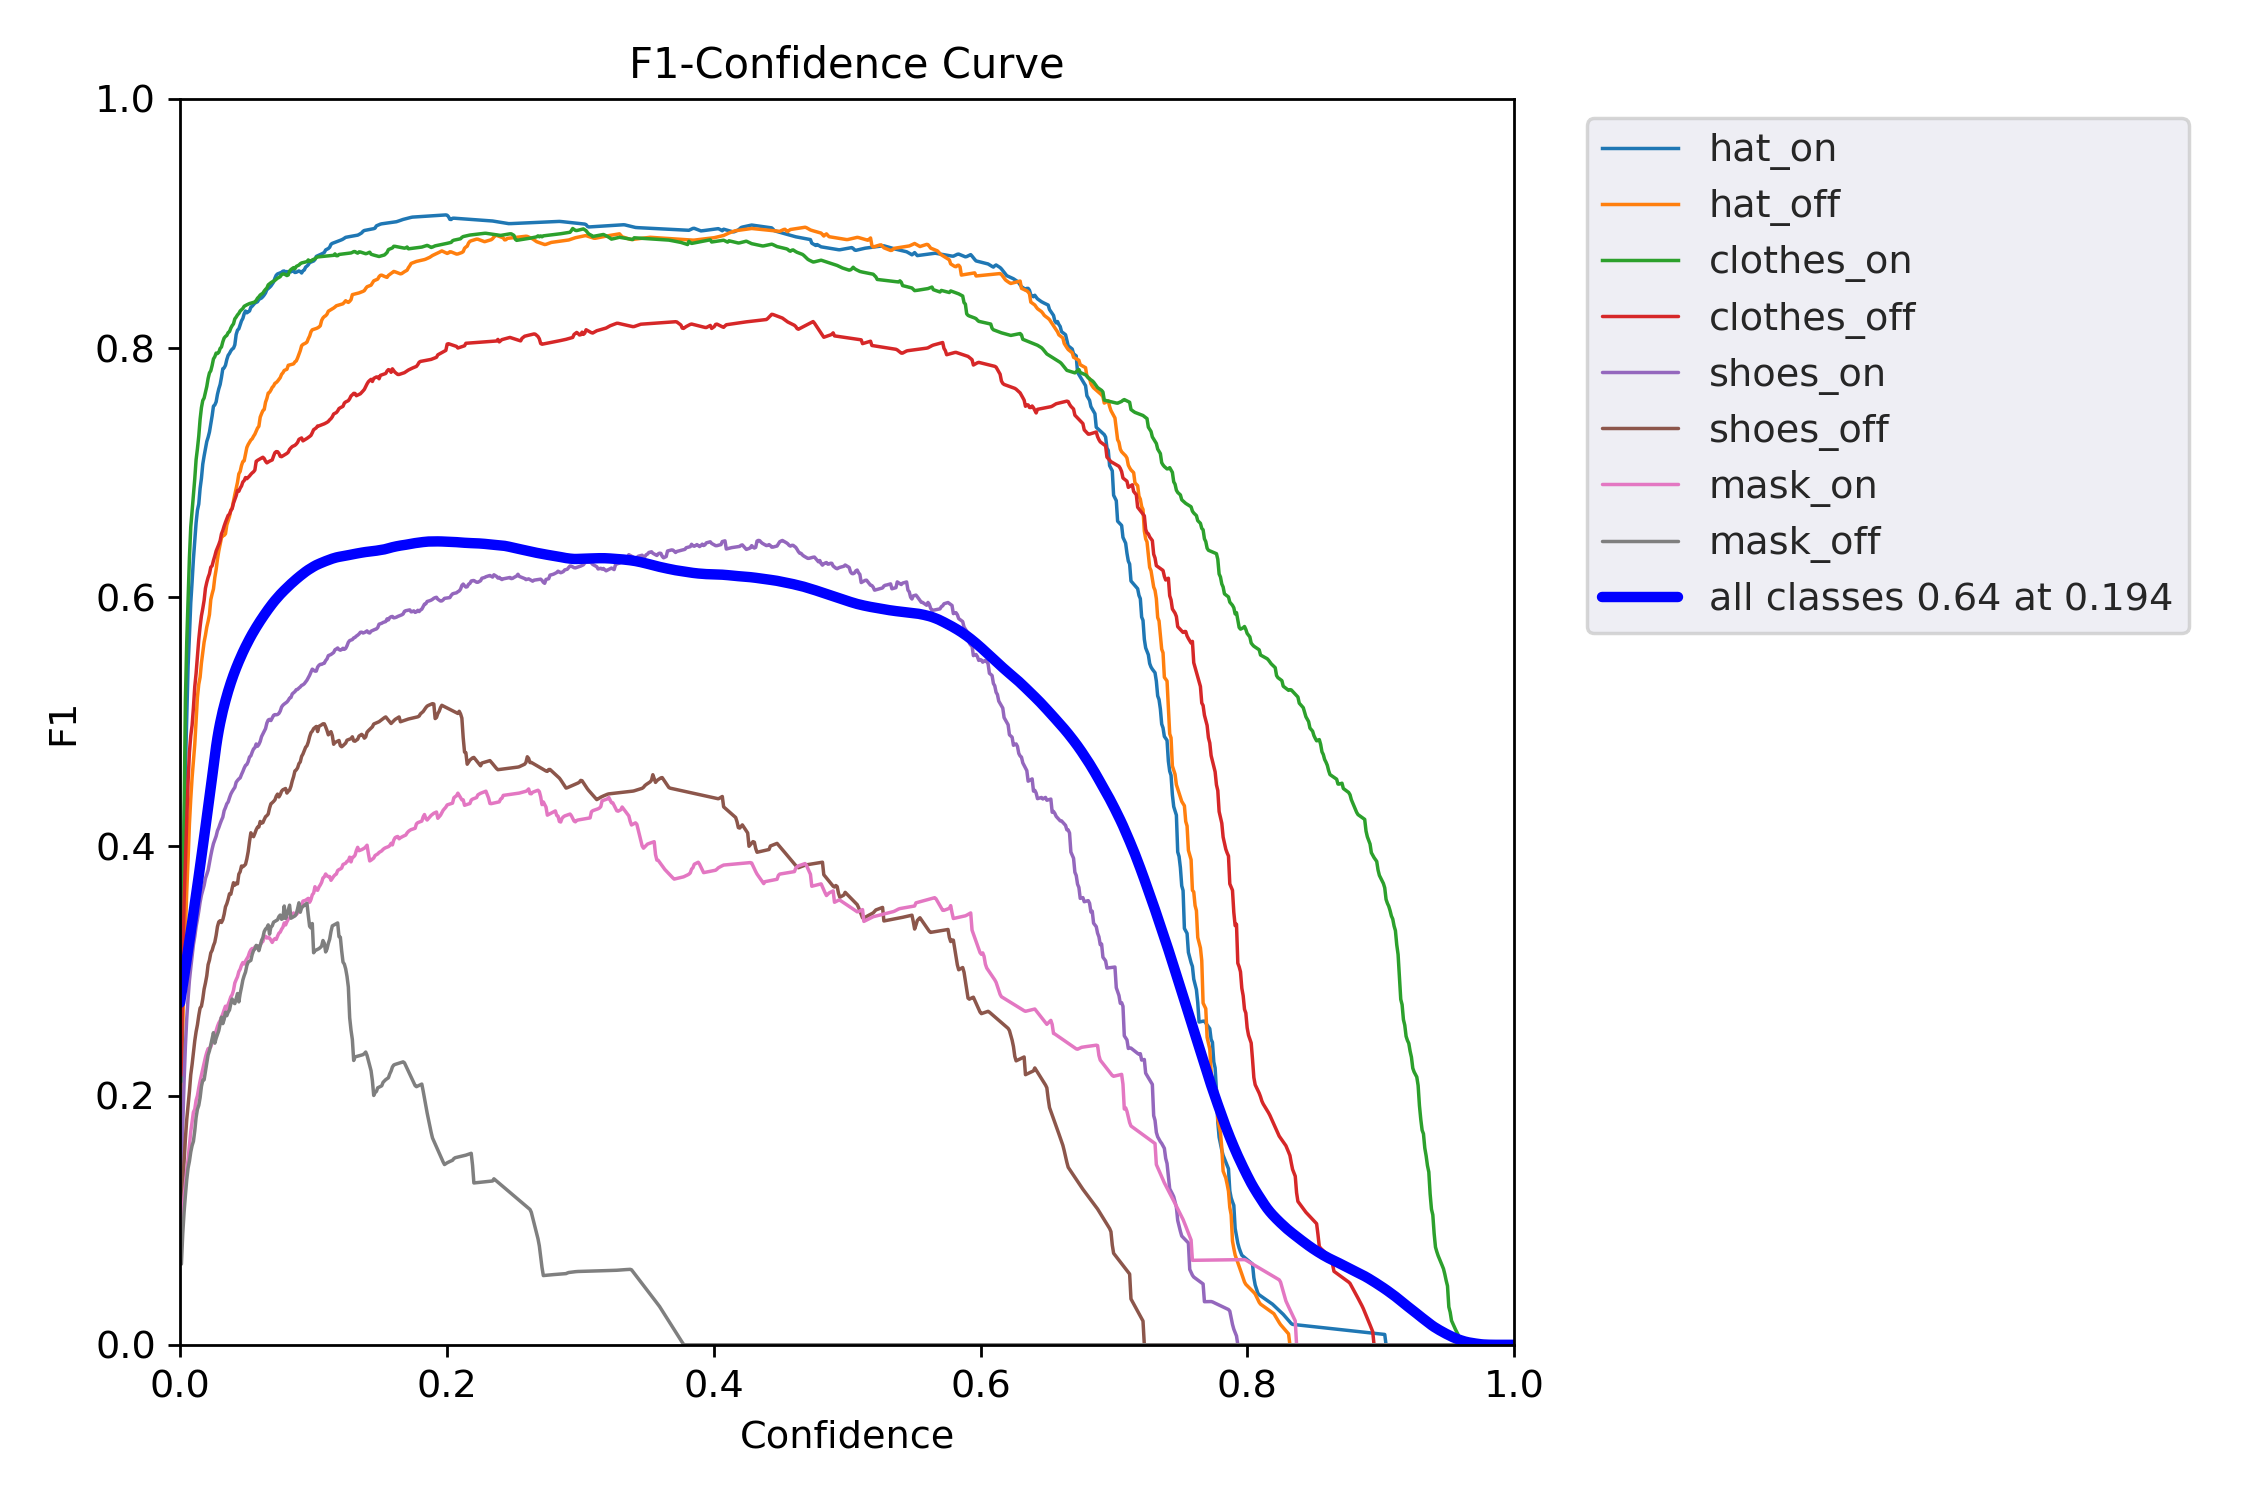 F1-Confidence Curve
1.0
0.8
0.6
0.4
0.2
0.0
F1
0.0 0.2 0.4 0.6 0.8 1.0
Confidence
hat_on
hat_off
clothes_on
clothes_off
shoes_on
shoes_off
mask_on
mask_off
all classes 0.64 at 0.194